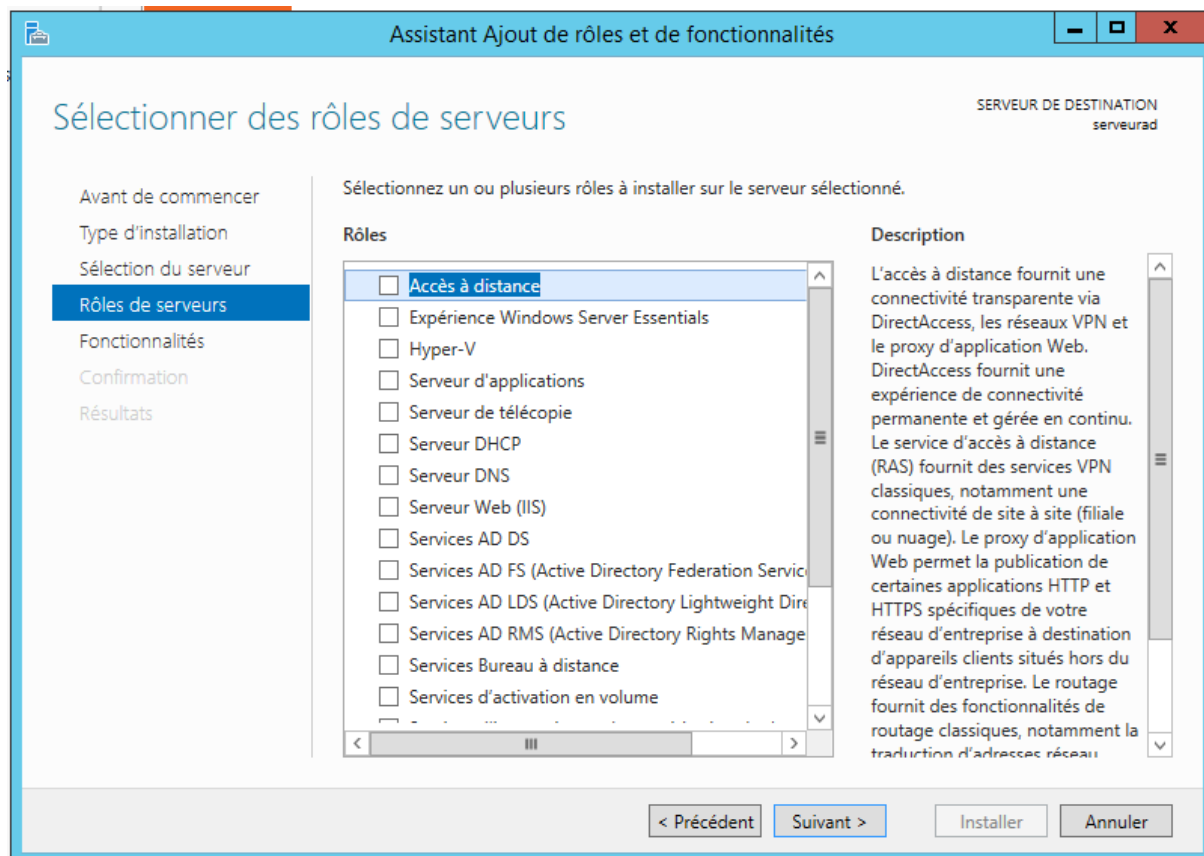 Assistant Ajout de rôles et de fonctionnalités
x
Sélectionner des rôles de serveurs
SERVEUR DE DESTINATION
serveurad
Avant de commencer
Type d'installation
Sélection du serveur
Rôles de serveurs
Fonctionnalités
Confirmation
Résultats
Sélectionnez un ou plusieurs rôles à installer sur le serveur sélectionné.
Rôles
Accès à distance
Expérience Windows Server Essentials
Hyper-V
Serveur d'applications
Serveur de télécopie
Serveur DHCP
Serveur DNS
Serveur Web (IIS)
Services AD DS
Services AD FS (Active Directory Federation Servic
Services AD LDS (Active Directory Lightweight Dire
Services AD RMS (Active Directory Rights Manage
Services Bureau à distance
Services d'activation en volume
Description
L'accès à distance fournit une
connectivité transparente via
DirectAccess, les réseaux VPN et
le proxy d'application Web.
DirectAccess fournit une
expérience de connectivité
permanente et gérée en continu.
Le service d'accès à distance
(RAS) fournit des services VPN
classiques, notamment une
connectivité de site à site (filiale
ou nuage). Le proxy d'application
Web permet la publication de
certaines applications HTTP et
HTTPS spécifiques de votre
réseau d'entreprise à destination
d'appareils clients situés hors du
réseau d'entreprise. Le routage
fournit des fonctionnalités de
routage classiques, notamment la
traduction d'adresses réseau
< Précédent
Suivant >
Installer
Annuler